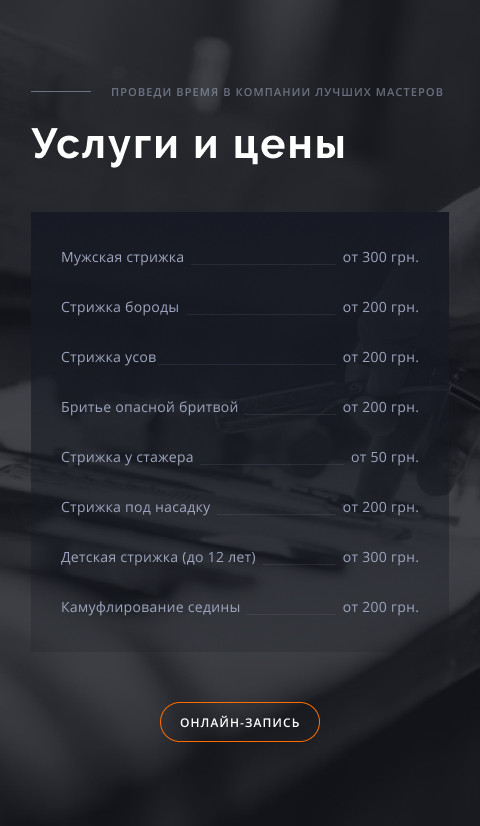 ПРОВЕДИ ВРЕМЯ В КОМПАНИИ ЛУЧШИХ МАСТЕРОВ
Услуги и цены
Мужская стрижка от 300 грн.
Стрижка бороды от 200 грн.
Стрижка усов от 200 грн.
Бритье опасной бритвой от 200 грн.
Стрижка у стажера от 50 грн.
Стрижка под насадку от 200 грн.
Детская стрижка (до 12 лет) от 300 грн.
Камуфлирование седины от 200 грн.
ОНЛАЙН-ЗАПИСЬ